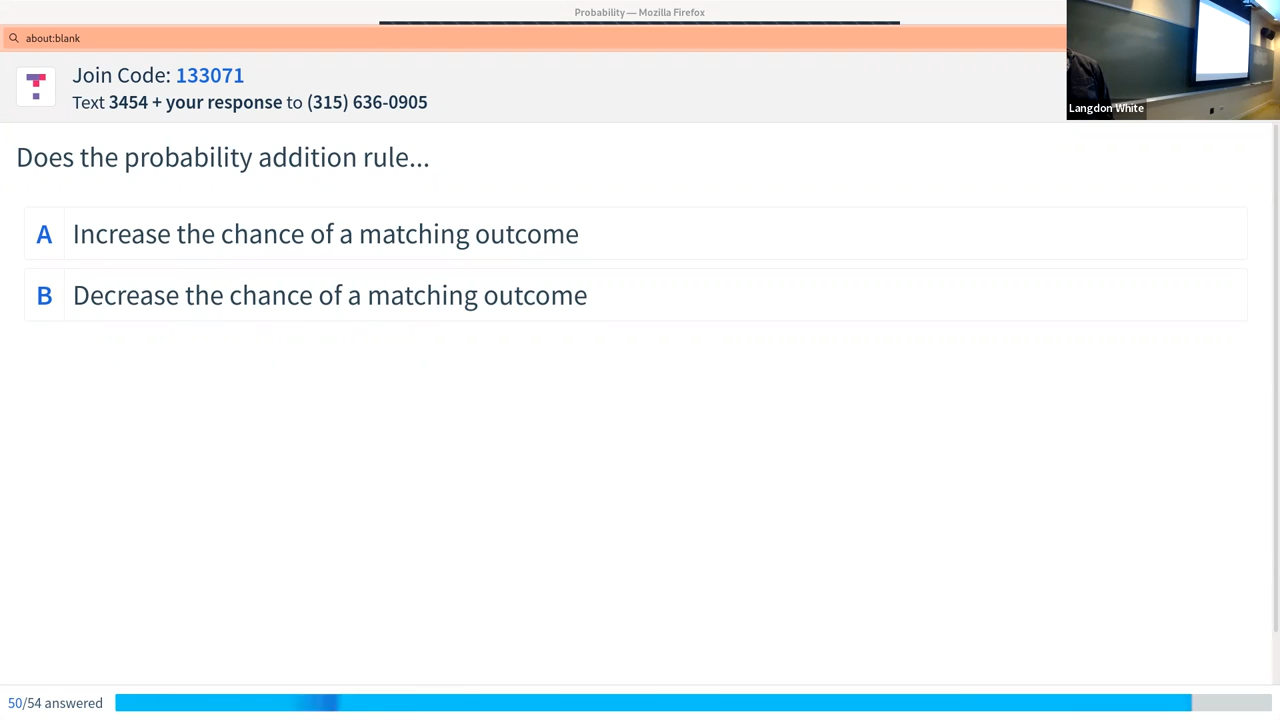 Probability — Mozilla Firefox
about:blank
Join Code: 133071
Text 3454 + your response to (315) 636-0905
Langdon White
Does the probability addition rule...
A Increase the chance of a matching outcome
B Decrease the chance of a matching outcome
50/54 answered